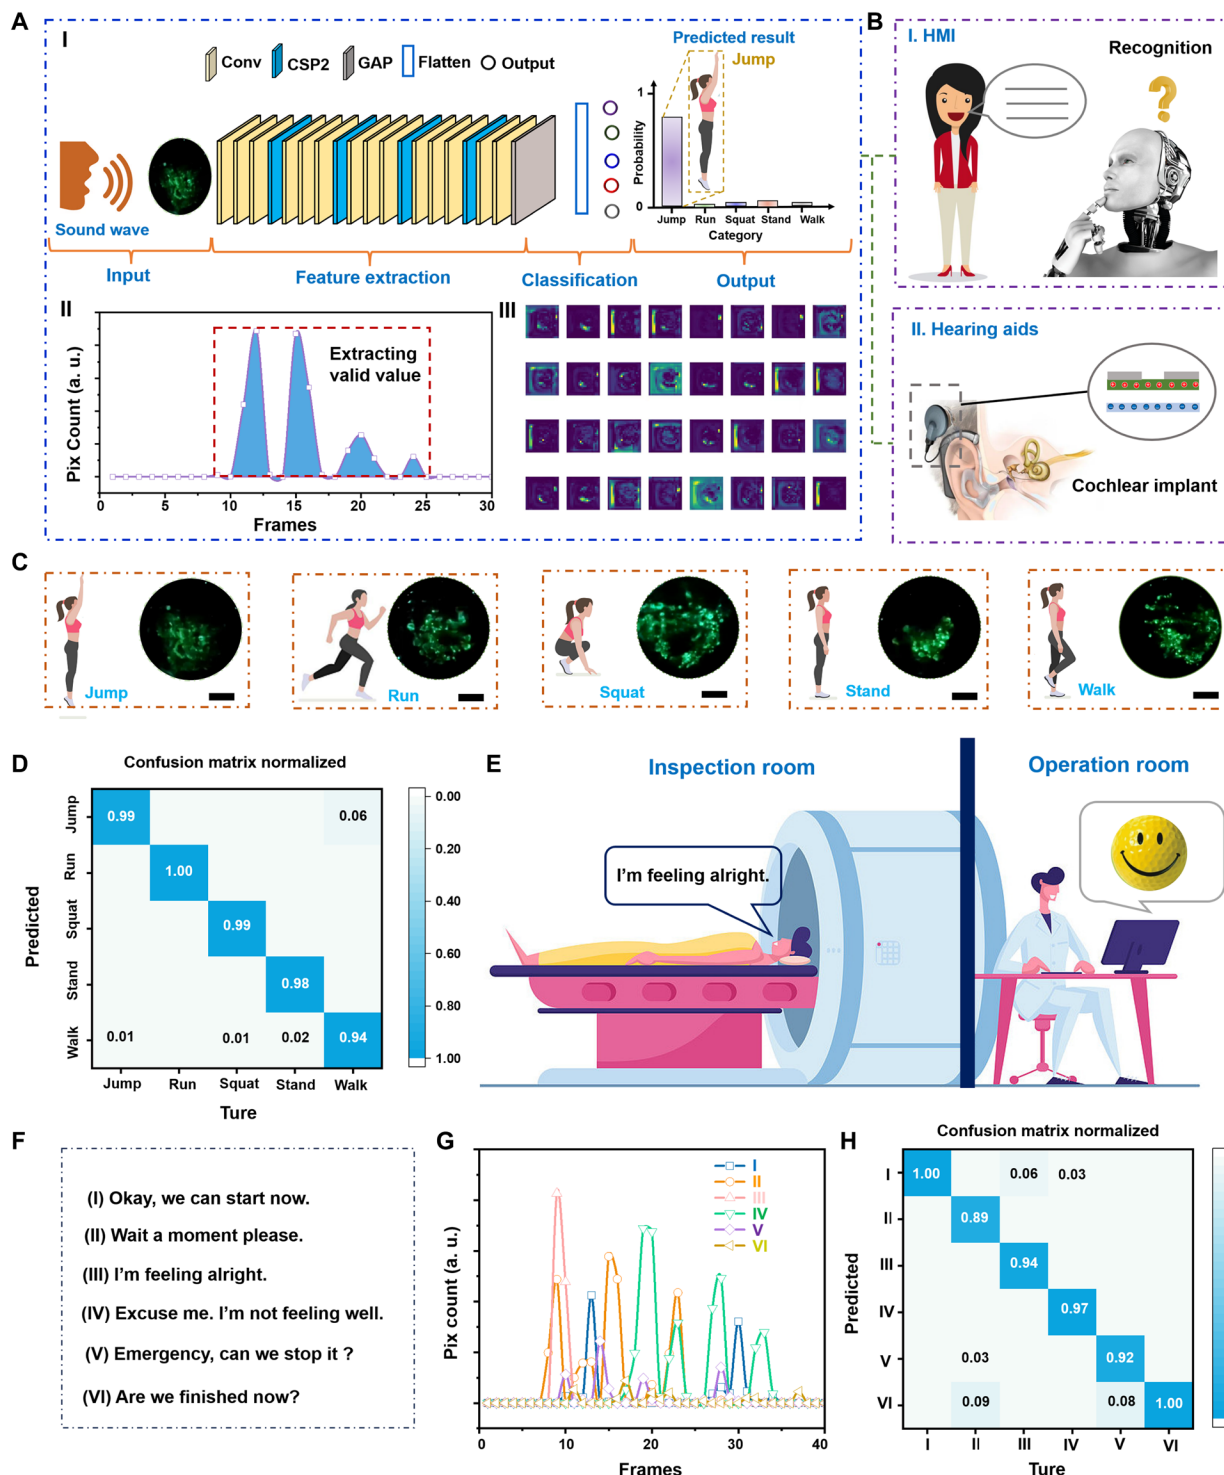 A
I
Conv
CSP2
GAP
Flatten
Output
Predicted result
Jump
1
Probability
0
Jump
Run
Squat
Stand
Walk
Category
Sound wave
Input
Feature extraction
Classification
Output
II
Pix Count (a. u.)
Extracting
valid value
0
5
10
15
20
25
30
Frames
III
B
I. HMI
Recognition
?
II. Hearing aids
Cochlear implant
C
Jump
Run
Squat
Stand
Walk
D
Confusion matrix normalized
Predicted
Jump
0.99
0.06
Run
1.00
Squat
0.99
Stand
0.98
Walk
0.01
0.01
0.02
0.94
Jump
Run
Squat
Stand
Walk
Ture
0.00
0.20
0.40
0.60
0.80
1.00
E
Inspection room
Operation room
I'm feeling alright.
F
(I) Okay, we can start now.
(II) Wait a moment please.
(III) I'm feeling alright.
(IV) Excuse me. I'm not feeling well.
(V) Emergency, can we stop it ?
(VI) Are we finished now?
G
I
II
III
IV
V
VI
Pix count (a. u.)
0
10
20
30
40
Frames
H
Confusion matrix normalized
Predicted
I
1.00
0.06
0.03
II
0.89
III
0.94
IV
0.97
V
0.03
0.92
VI
0.09
0.08
1.00
I
II
III
IV
V
VI
Ture